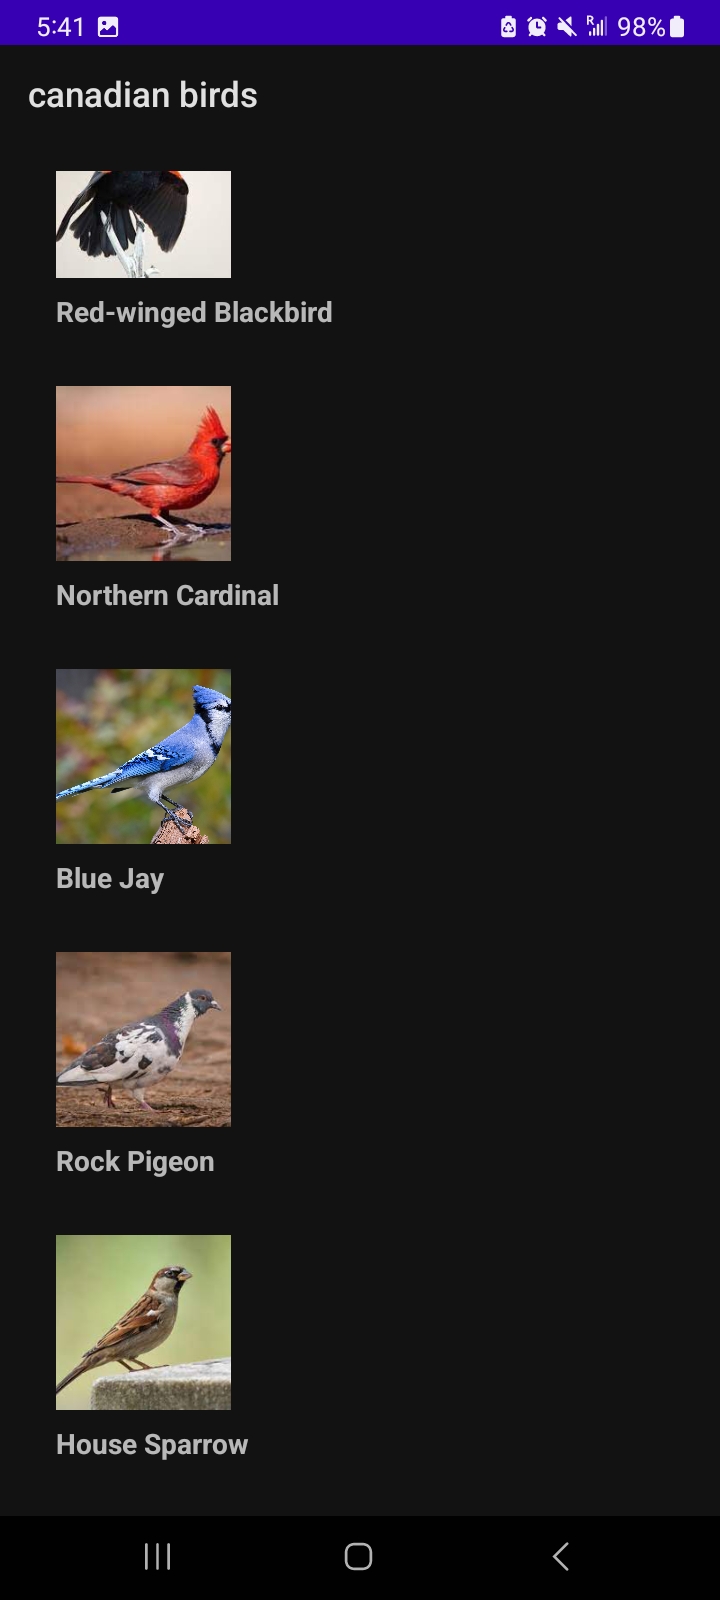 5:41
R
98%
canadian birds
Red-winged Blackbird
Northern Cardinal
Blue Jay
Rock Pigeon
House Sparrow